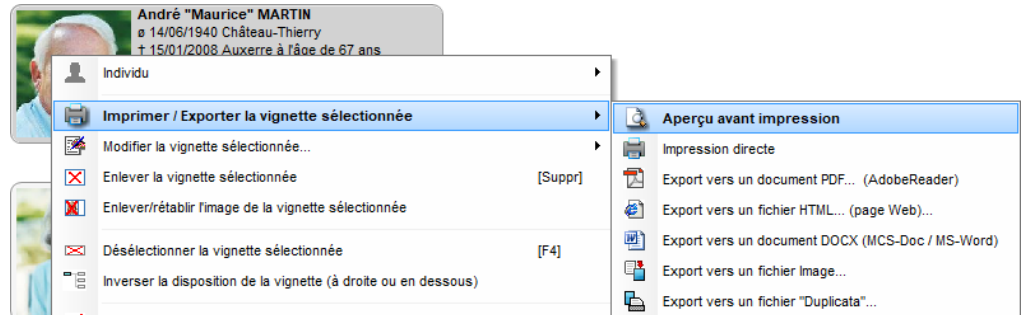 André "Maurice" MARTIN
ø 14/06/1940 Château-Thierry
† 15/01/2008 Auxerre à l'âge de 67 ans
Individu
Imprimer / Exporter la vignette sélectionnée
Modifier la vignette sélectionnée...
Enlever la vignette sélectionnée [Suppr]
Enlever/rétablir l'image de la vignette sélectionnée
Désélectionner la vignette sélectionnée [F4]
Inverser la disposition de la vignette (à droite ou en dessous)
Aperçu avant impression
Impression directe
Export vers un document PDF... (AdobeReader)
Export vers un fichier HTML... (page Web)...
Export vers un document DOCX (MCS-Doc / MS-Word)
Export vers un fichier Image...
Export vers un fichier "Duplicata"...